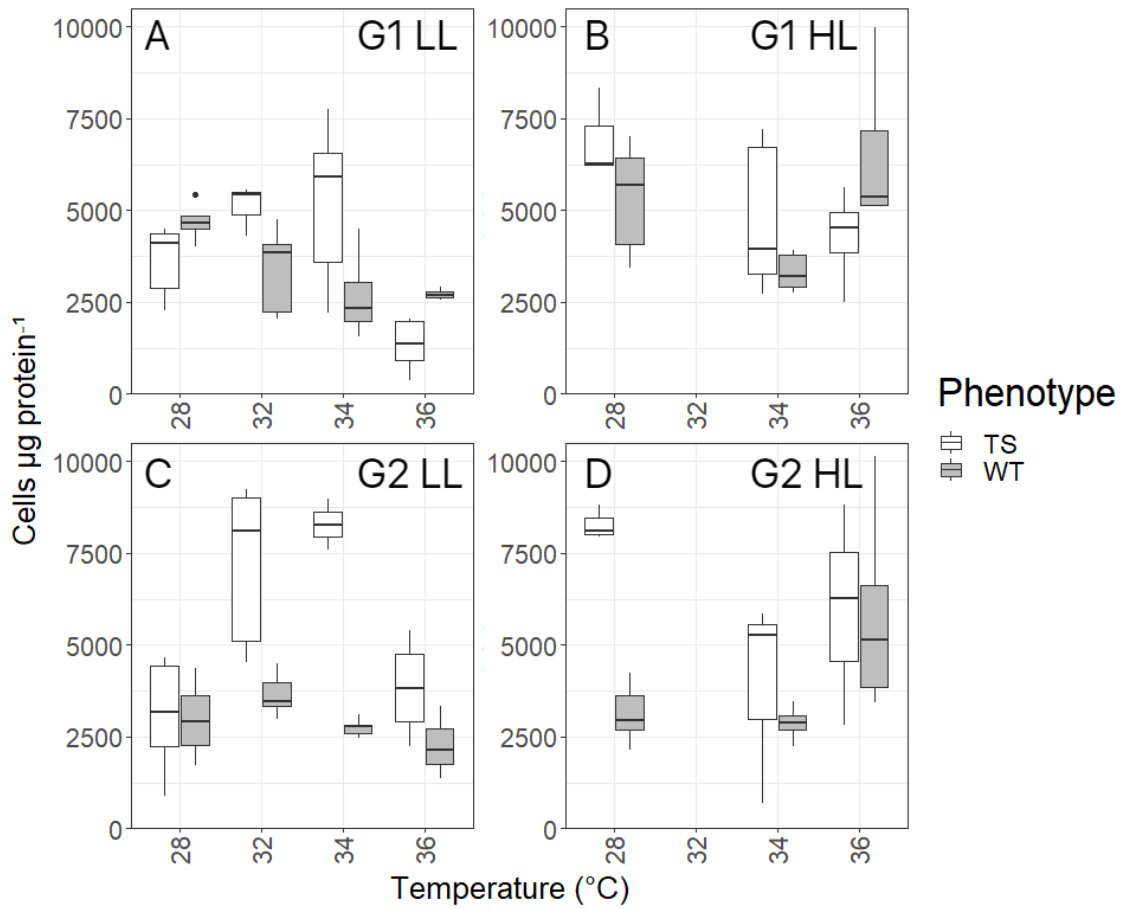 A G1 LL
B G1 HL
10000
7500
5000
2500
0
10000
7500
5000
2500
0
28 32 34 36
28 32 34 36
C G2 LL
D G2 HL
10000
7500
5000
2500
0
10000
7500
5000
2500
0
28 32 34 36
28 32 34 36
Cells µg protein⁻¹
Temperature (°C)
Phenotype
TS
WT